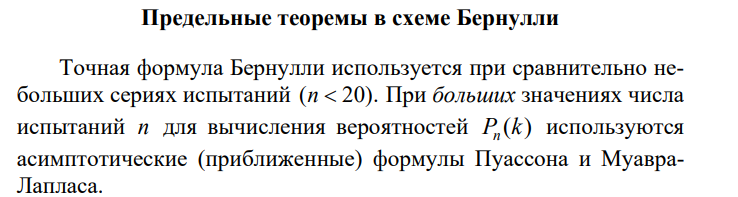 Предельные теоремы в схеме Бернулли
Точная формула Бернулли используется при сравнительно не-
больших сериях испытаний (n < 20). При больших значениях числа
испытаний n для вычисления вероятностей Pₙ(k) используются
асимптотические (приближенные) формулы Пуассона и Муавра-
Лапласа.